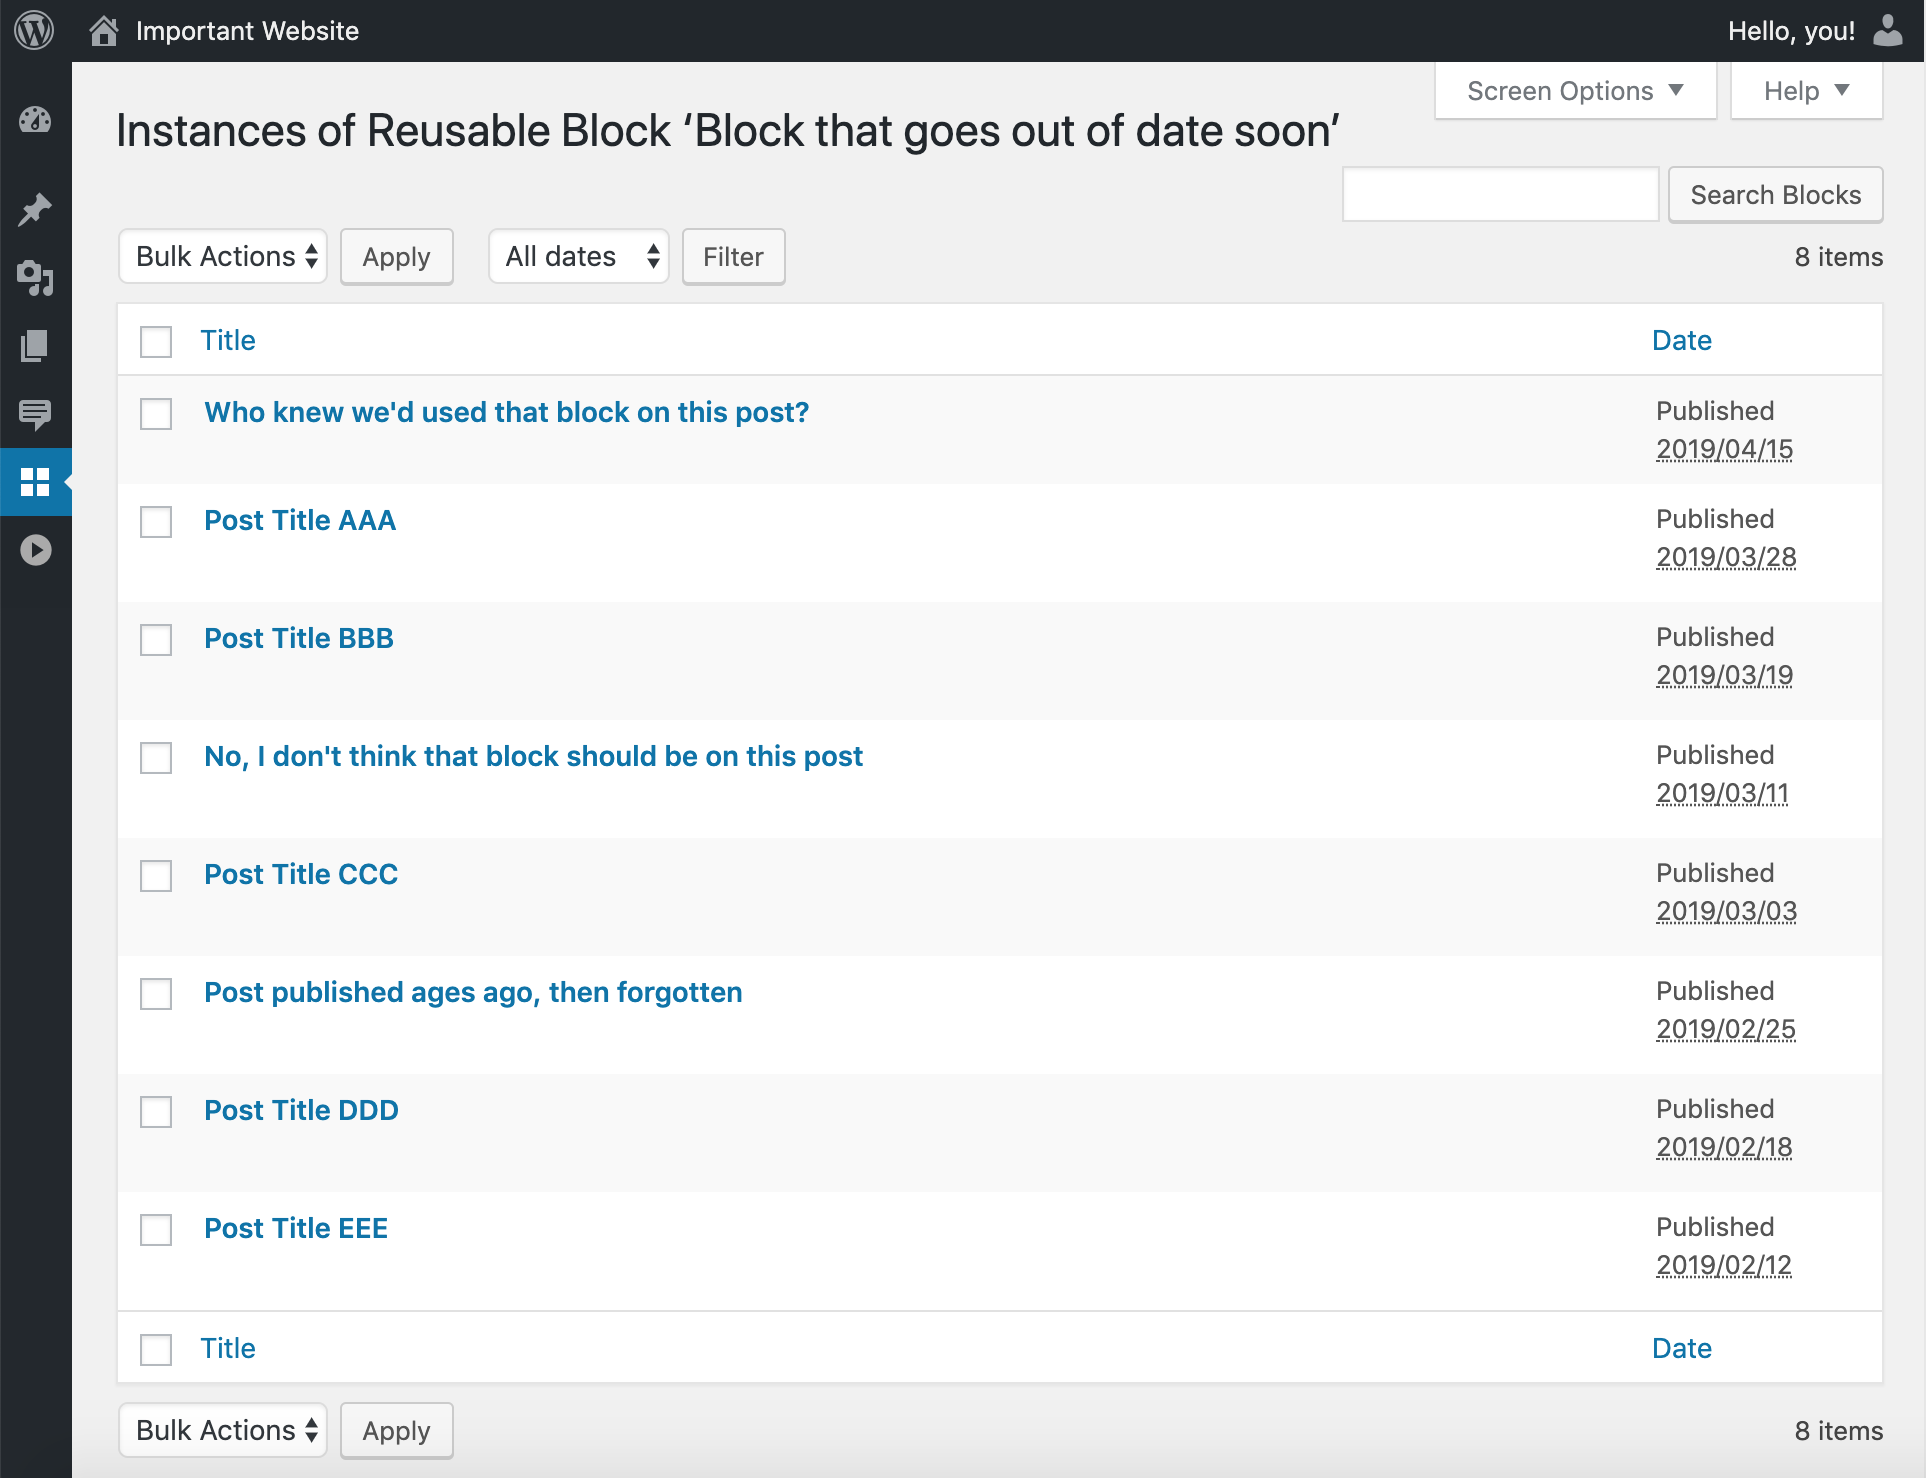 Important Website
Hello, you!
Screen Options
Help
Instances of Reusable Block ‘Block that goes out of date soon’
Search Blocks
Bulk Actions
Apply
All dates
Filter
8 items
Title
Date
Who knew we'd used that block on this post?
Published
2019/04/15
Post Title AAA
Published
2019/03/28
Post Title BBB
Published
2019/03/19
No, I don't think that block should be on this post
Published
2019/03/11
Post Title CCC
Published
2019/03/03
Post published ages ago, then forgotten
Published
2019/02/25
Post Title DDD
Published
2019/02/18
Post Title EEE
Published
2019/02/12
Title
Date
Bulk Actions
Apply
8 items